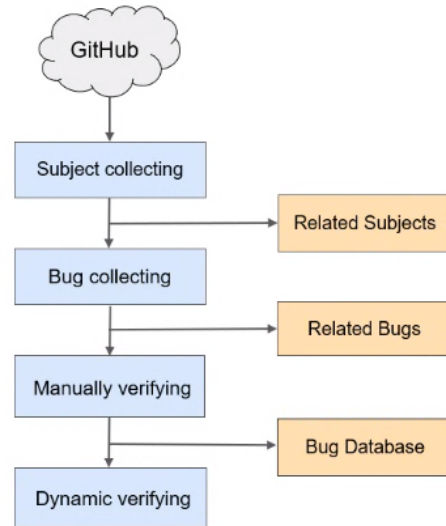 GitHub
Subject collecting
Related Subjects
Bug collecting
Related Bugs
Manually verifying
Bug Database
Dynamic verifying